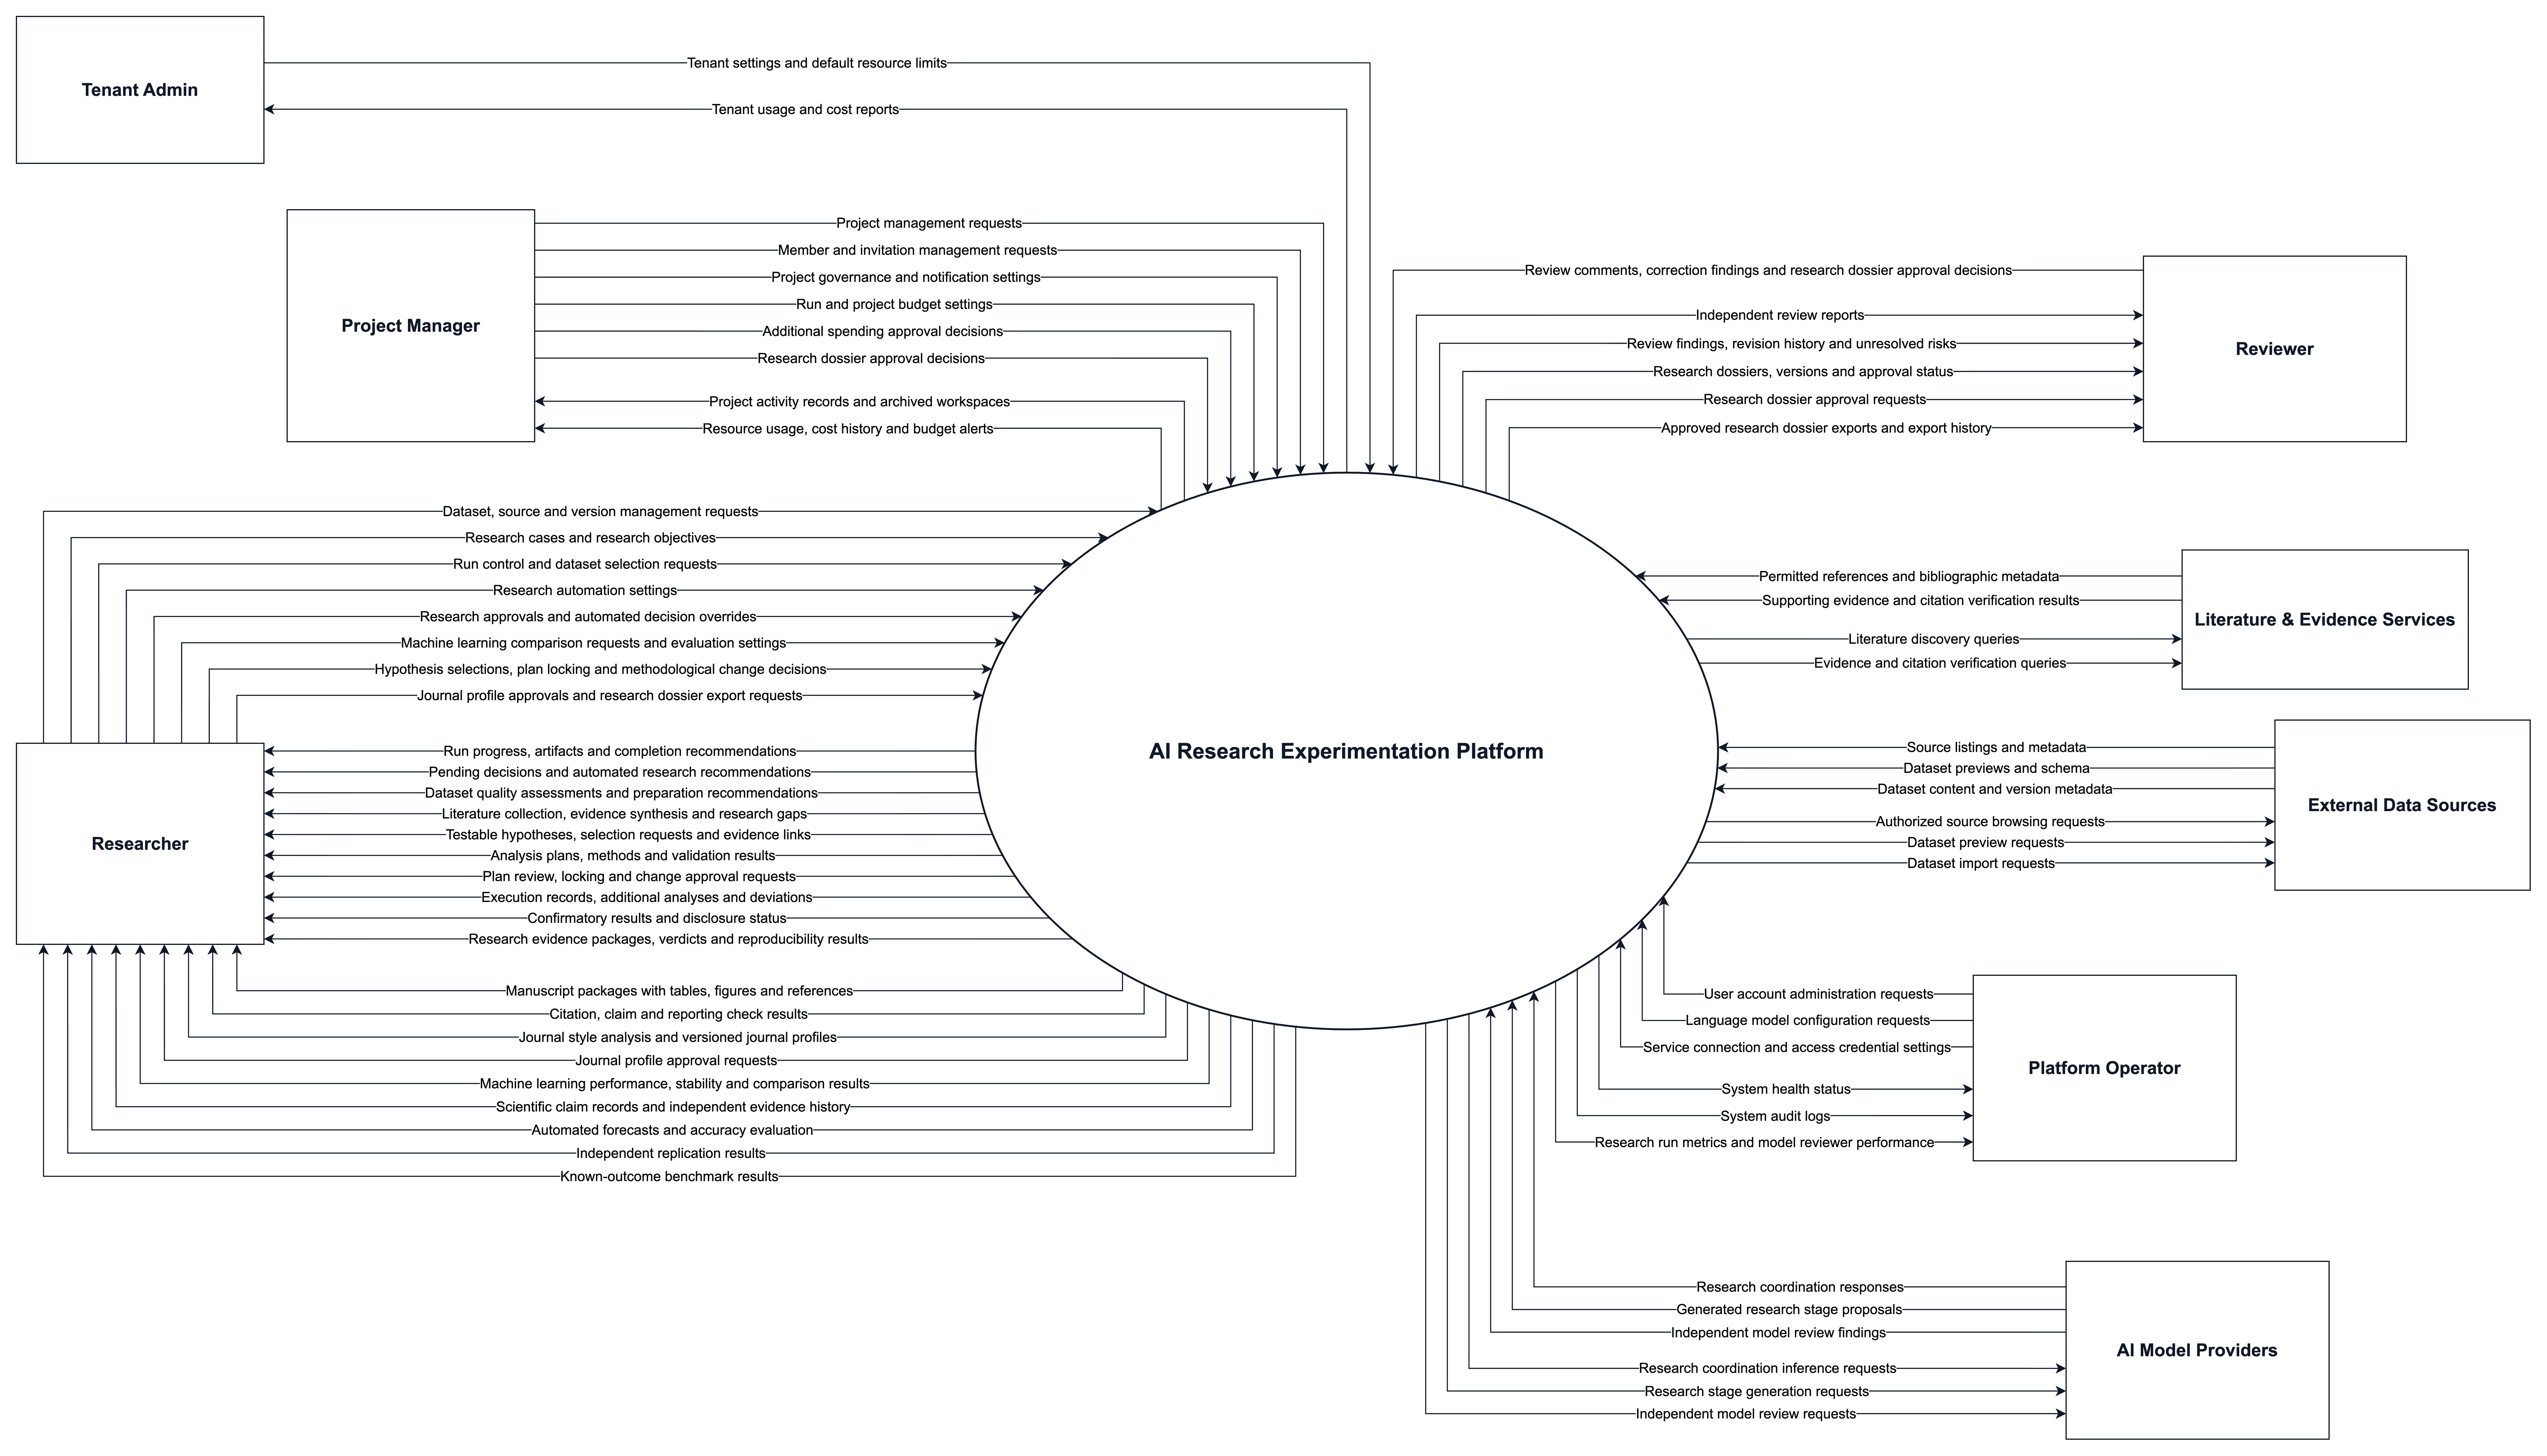 Tenant Admin
Tenant settings and default resource limits
Tenant usage and cost reports
Project Manager
Project management requests
Member and invitation management requests
Project governance and notification settings
Run and project budget settings
Additional spending approval decisions
Research dossier approval decisions
Project activity records and archived workspaces
Resource usage, cost history and budget alerts
Review comments, correction findings and research dossier approval decisions
Independent review reports
Review findings, revision history and unresolved risks
Research dossiers, versions and approval status
Research dossier approval requests
Approved research dossier exports and export history
Reviewer
Dataset, source and version management requests
Research cases and research objectives
Run control and dataset selection requests
Research automation settings
Research approvals and automated decision overrides
Machine learning comparison requests and evaluation settings
Hypothesis selections, plan locking and methodological change decisions
Journal profile approvals and research dossier export requests
Permitted references and bibliographic metadata
Supporting evidence and citation verification results
Literature discovery queries
Evidence and citation verification queries
Literature & Evidence Services
AI Research Experimentation Platform
Researcher
Run progress, artifacts and completion recommendations
Pending decisions and automated research recommendations
Dataset quality assessments and preparation recommendations
Literature collection, evidence synthesis and research gaps
Testable hypotheses, selection requests and evidence links
Analysis plans, methods and validation results
Plan review, locking and change approval requests
Execution records, additional analyses and deviations
Confirmatory results and disclosure status
Research evidence packages, verdicts and reproducibility results
Source listings and metadata
Dataset previews and schema
Dataset content and version metadata
Authorized source browsing requests
Dataset preview requests
Dataset import requests
External Data Sources
Manuscript packages with tables, figures and references
Citation, claim and reporting check results
Journal style analysis and versioned journal profiles
Journal profile approval requests
Machine learning performance, stability and comparison results
Scientific claim records and independent evidence history
Automated forecasts and accuracy evaluation
Independent replication results
Known-outcome benchmark results
User account administration requests
Language model configuration requests
Service connection and access credential settings
System health status
System audit logs
Research run metrics and model reviewer performance
Platform Operator
Research coordination responses
Generated research stage proposals
Independent model review findings
Research coordination inference requests
Research stage generation requests
Independent model review requests
AI Model Providers